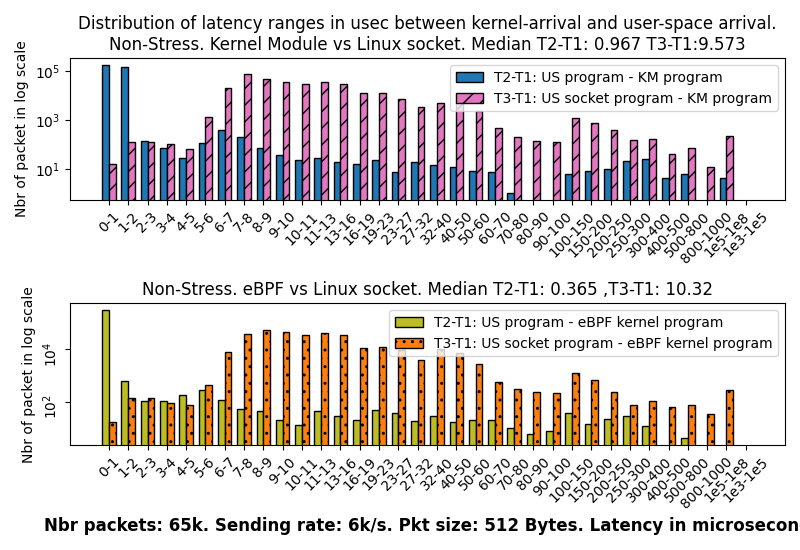 Distribution of latency ranges in usec between kernel-arrival and user-space arrival.
Non-Stress. Kernel Module vs Linux socket. Median T2-T1: 0.967 T3-T1:9.573
Nbr of packet in log scale
10^5
10^3
10^1
T2-T1: US program - KM program
T3-T1: US socket program - KM program
0-1 1-2 2-3 3-4 4-5 5-6 6-7 7-8 8-9 9-10 10-11 11-13 13-16 16-19 19-23 23-27 27-32 32-40 40-50 50-60 60-70 70-80 80-90 90-100 100-150 150-200 200-250 250-300 300-400 400-500 500-800 800-1000 1e5-1e8 1e3-1e5
Non-Stress. eBPF vs Linux socket. Median T2-T1: 0.365 ,T3-T1: 10.32
Nbr of packet in log scale
10^4
10^2
T2-T1: US program - eBPF kernel program
T3-T1: US socket program - eBPF kernel program
0-1 1-2 2-3 3-4 4-5 5-6 6-7 7-8 8-9 9-10 10-11 11-13 13-16 16-19 19-23 23-27 27-32 32-40 40-50 50-60 60-70 70-80 80-90 90-100 100-150 150-200 200-250 250-300 300-400 400-500 500-800 800-1000 1e5-1e8 1e3-1e5
Nbr packets: 65k. Sending rate: 6k/s. Pkt size: 512 Bytes. Latency in microsecon